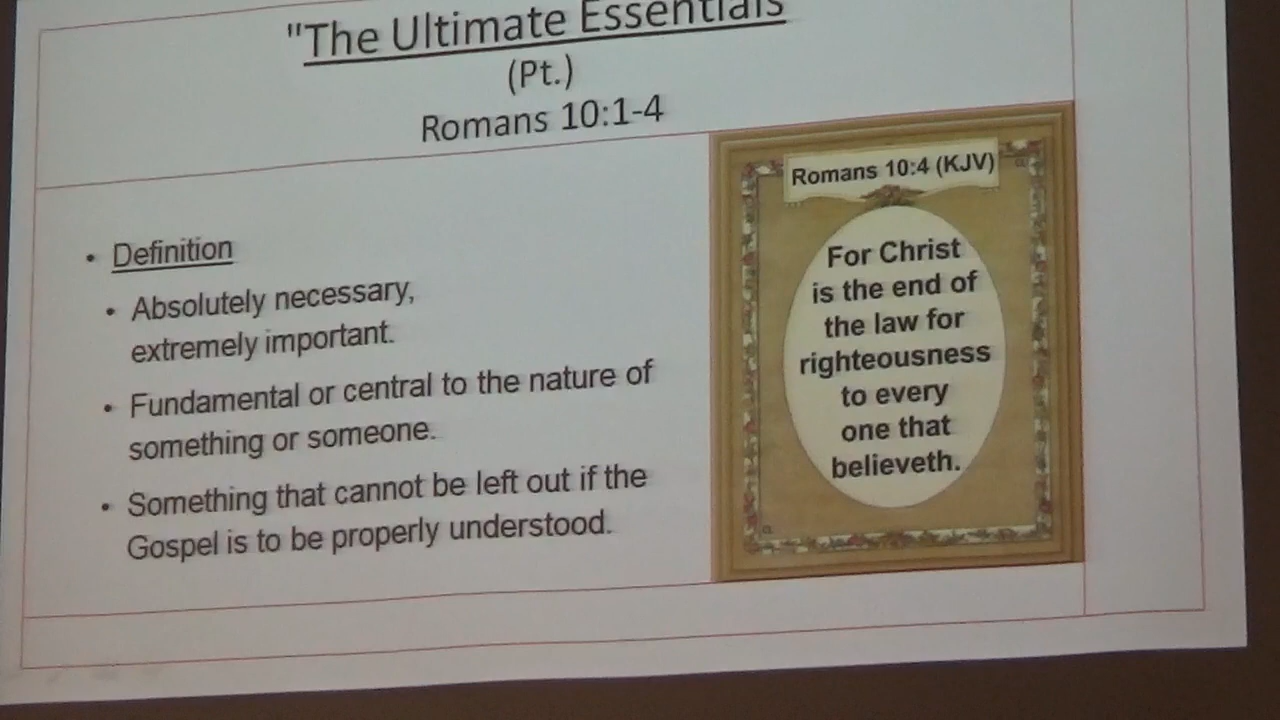 "The Ultimate Essentials
(Pt.)
Romans 10:1-4
• Definition
• Absolutely necessary,
extremely important.
• Fundamental or central to the nature of
something or someone.
• Something that cannot be left out if the
Gospel is to be properly understood.
Romans 10:4 (KJV)
For Christ
is the end of
the law for
righteousness
to every
one that
believeth.